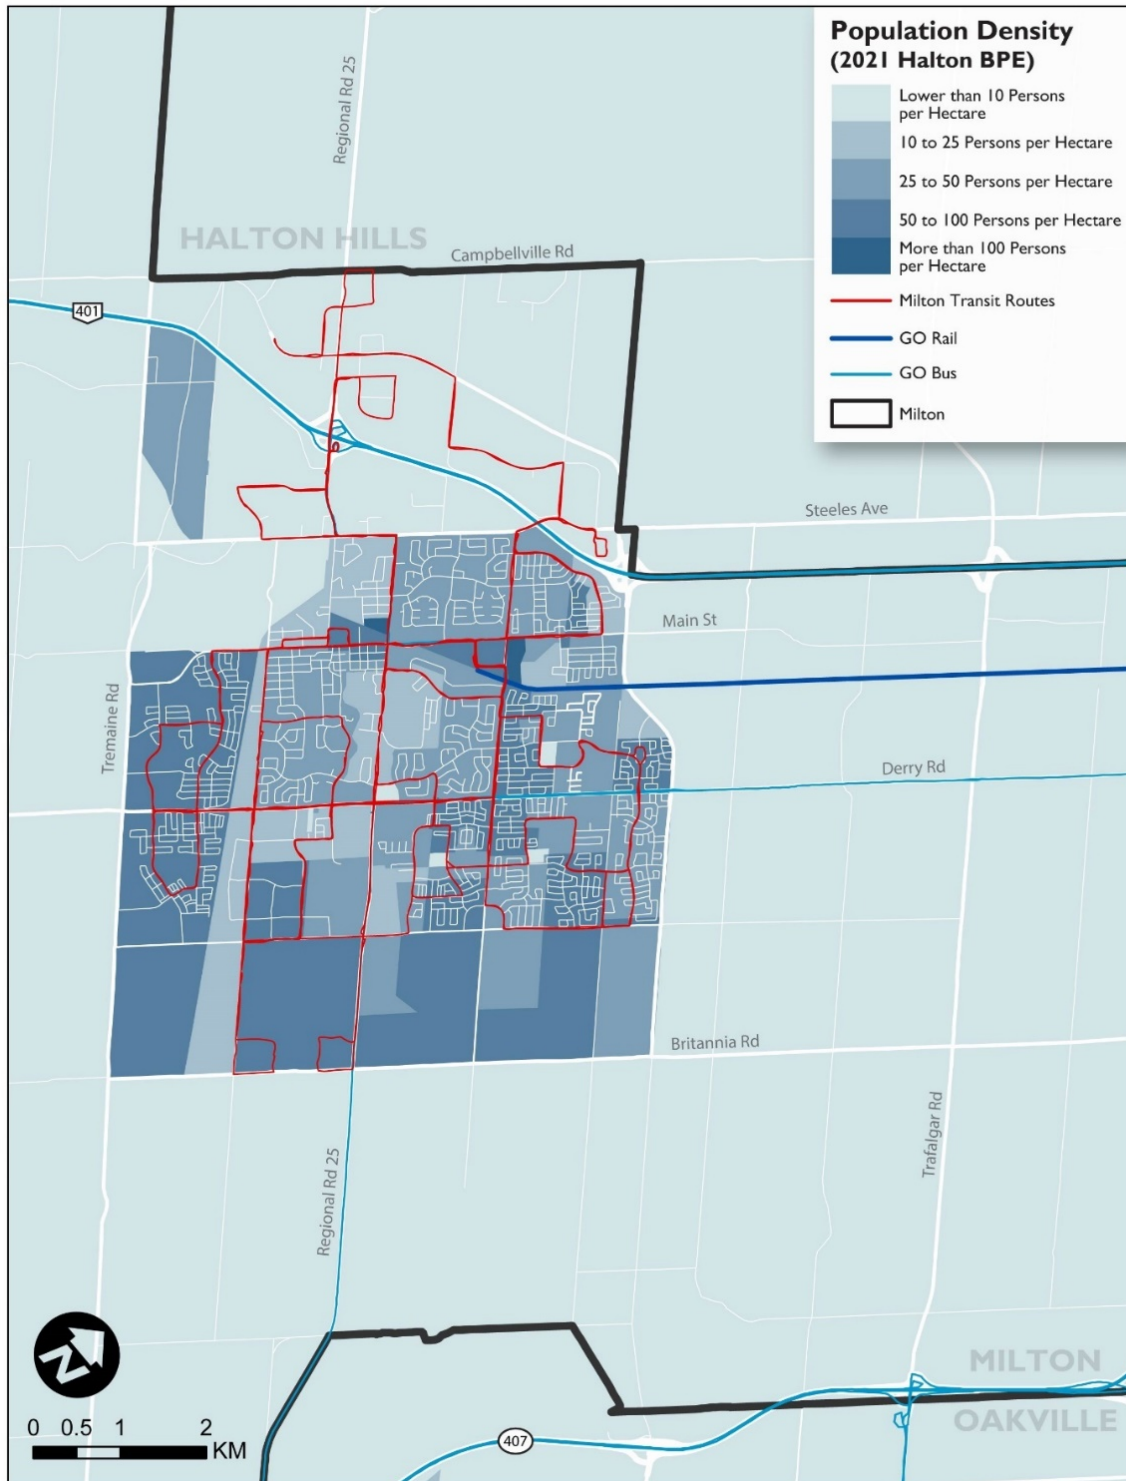 Population Density
(2021 Halton BPE)
Lower than 10 Persons
per Hectare
10 to 25 Persons per Hectare
25 to 50 Persons per Hectare
50 to 100 Persons per Hectare
More than 100 Persons
per Hectare
Milton Transit Routes
GO Rail
GO Bus
Milton
Regional Rd 25
HALTON HILLS
Campbellville Rd
401
Steeles Ave
Main St
Tremaine Rd
Derry Rd
Britannia Rd
Trafalgar Rd
Regional Rd 25
MILTON
OAKVILLE
407
N
0 0.5 1 2
KM